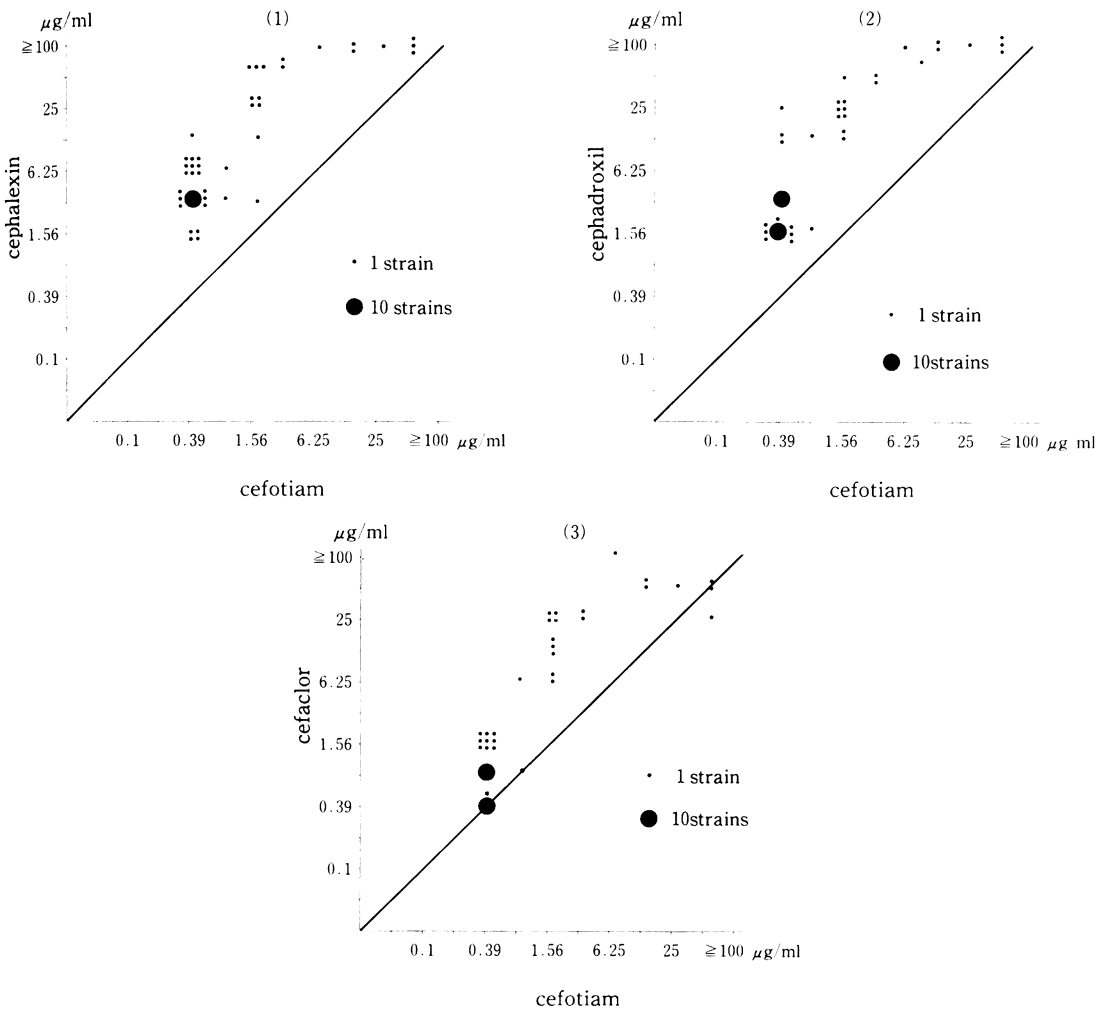 μg/ml (1)
≧100
25
6.25
1.56
0.39
0.1
cephalexin
1 strain
10 strains
0.1 0.39 1.56 6.25 25 ≧100 μg/ml
cefotiam
μg/ml (2)
≧100
25
6.25
1.56
0.39
0.1
cephadroxil
1 strain
10strains
0.1 0.39 1.56 6.25 25 ≧100 μg ml
cefotiam
μg/ml (3)
≧100
25
6.25
1.56
0.39
0.1
cefaclor
1 strain
10strains
0.1 0.39 1.56 6.25 25 ≧100 μg/ml
cefotiam